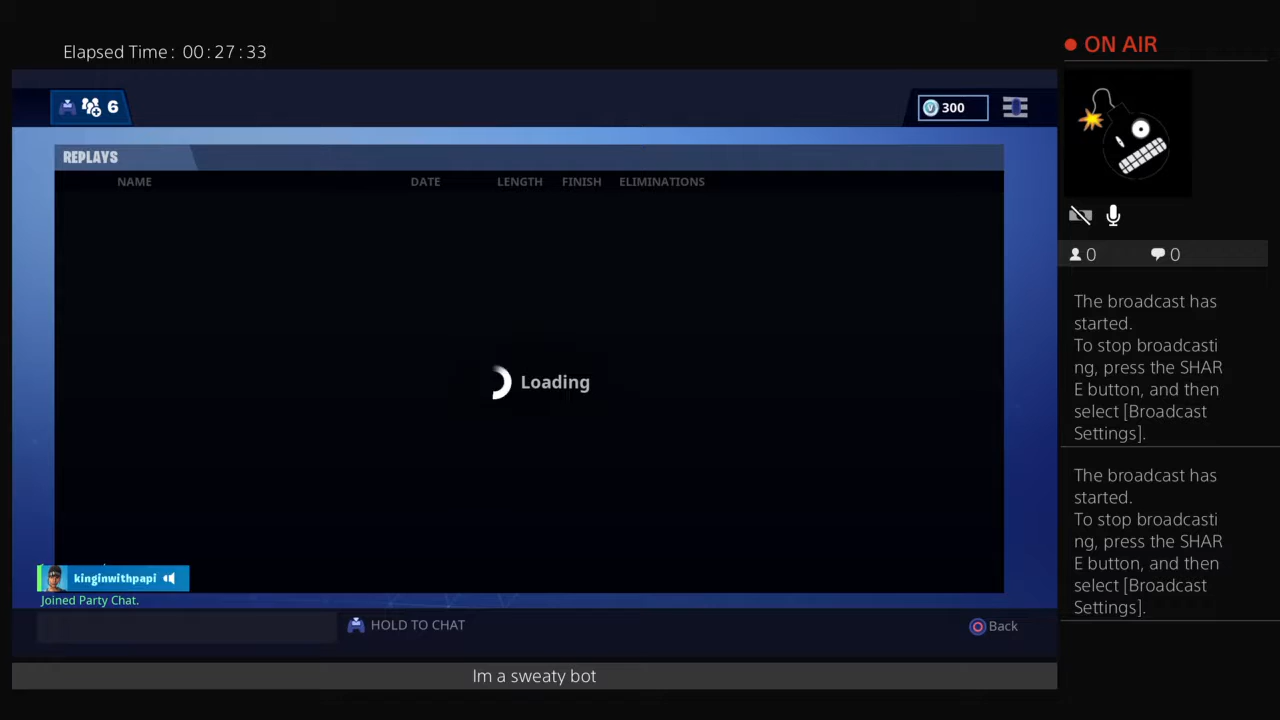 Elapsed Time: 00:27:33
ON AIR
6
V 300
REPLAYS
NAME DATE LENGTH FINISH ELIMINATIONS
0 0
The broadcast has
started.
To stop broadcasti
ng, press the SHAR
E button, and then
select [Broadcast
Settings].
Loading
The broadcast has
started.
To stop broadcasti
ng, press the SHAR
E button, and then
select [Broadcast
Settings].
kinginwithpapi
Joined Party Chat.
HOLD TO CHAT
Back
Im a sweaty bot